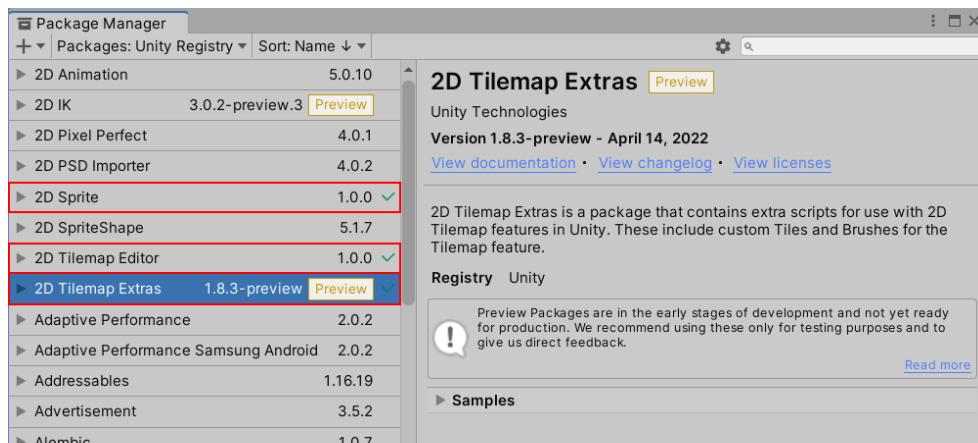 Package Manager
Packages: Unity Registry Sort: Name ↓
2D Animation 5.0.10
2D IK 3.0.2-preview.3 Preview
2D Pixel Perfect 4.0.1
2D PSD Importer 4.0.2
2D Sprite 1.0.0 ✓
2D SpriteShape 5.1.7
2D Tilemap Editor 1.0.0 ✓
2D Tilemap Extras 1.8.3-preview Preview ✓
Adaptive Performance 2.0.2
Adaptive Performance Samsung Android 2.0.2
Addressables 1.16.19
Advertisement 3.5.2
Alembic 1.0.7
2D Tilemap Extras Preview
Unity Technologies
Version 1.8.3-preview - April 14, 2022
View documentation • View changelog • View licenses
2D Tilemap Extras is a package that contains extra scripts for use with 2D
Tilemap features in Unity. These include custom Tiles and Brushes for the
Tilemap feature.
Registry Unity
Preview Packages are in the early stages of development and not yet ready
for production. We recommend using these only for testing purposes and to
give us direct feedback.
Read more
Samples